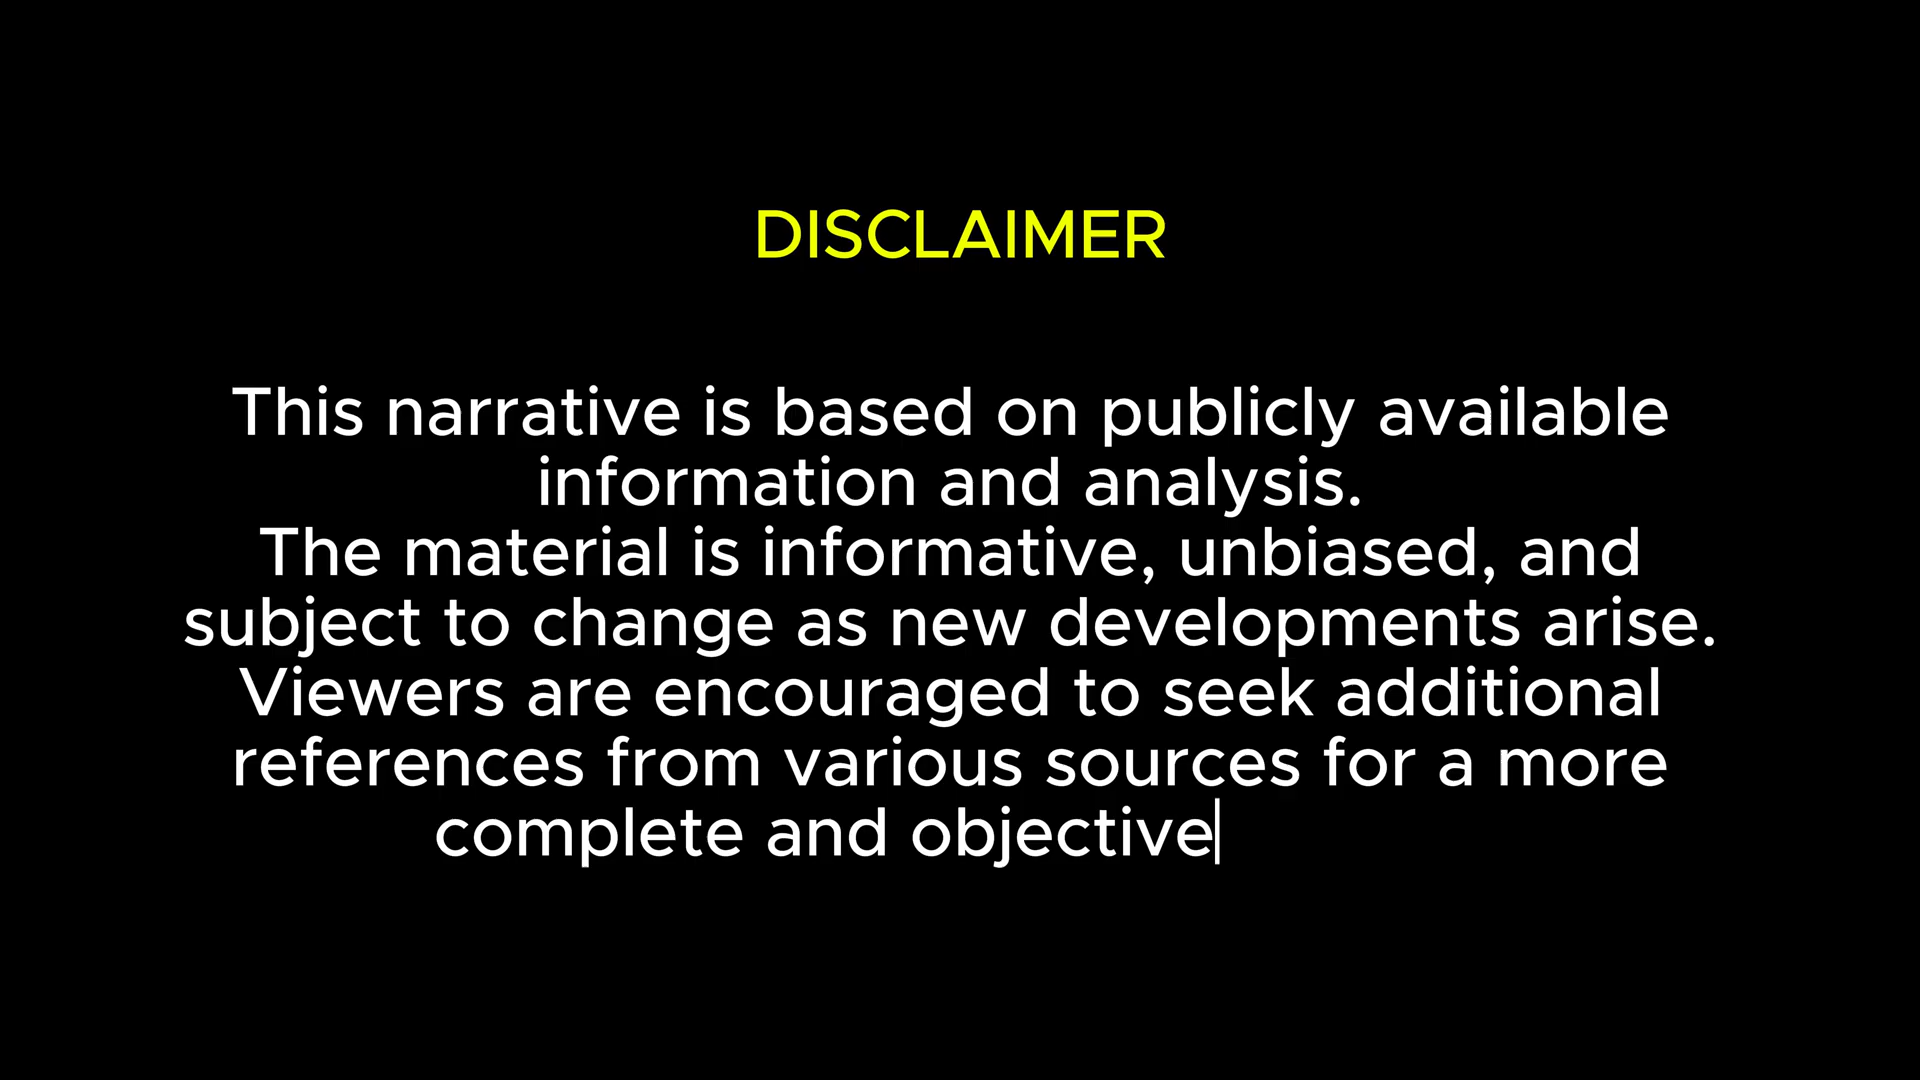 DISCLAIMER
This narrative is based on publicly available
information and analysis.
The material is informative, unbiased, and
subject to change as new developments arise.
Viewers are encouraged to seek additional
references from various sources for a more
complete and objective